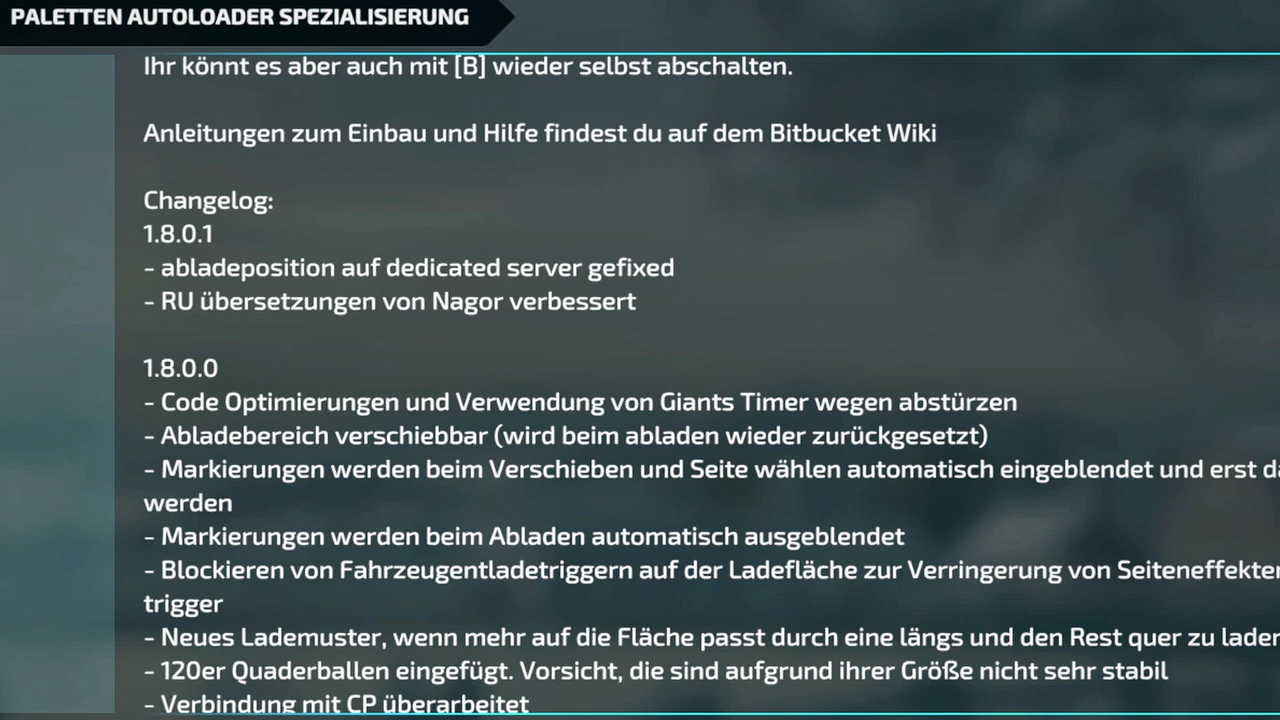 PALETTEN AUTOLOADER SPEZIALISIERUNG
Ihr könnt es aber auch mit [B] wieder selbst abschalten.
Anleitungen zum Einbau und Hilfe findest du auf dem Bitbucket Wiki
Changelog:
1.8.0.1
- abladeposition auf dedicated server gefixed
- RU übersetzungen von Nagor verbessert
1.8.0.0
- Code Optimierungen und Verwendung von Giants Timer wegen abstürzen
- Abladebereich verschiebbar (wird beim abladen wieder zurückgesetzt)
- Markierungen werden beim Verschieben und Seite wählen automatisch eingeblendet und erst
werden
- Markierungen werden beim Abladen automatisch ausgeblendet
- Blockieren von Fahrzeugentladetriggern auf der Ladefläche zur Verringerung von
trigger
- Neues Lademuster, wenn mehr auf die Fläche passt durch eine längs und den Rest quer zu
- 120er Quaderballen eingefügt. Vorsicht, die sind aufgrund ihrer Größe nicht sehr stabil
- Verbindung mit CP überarbeitet